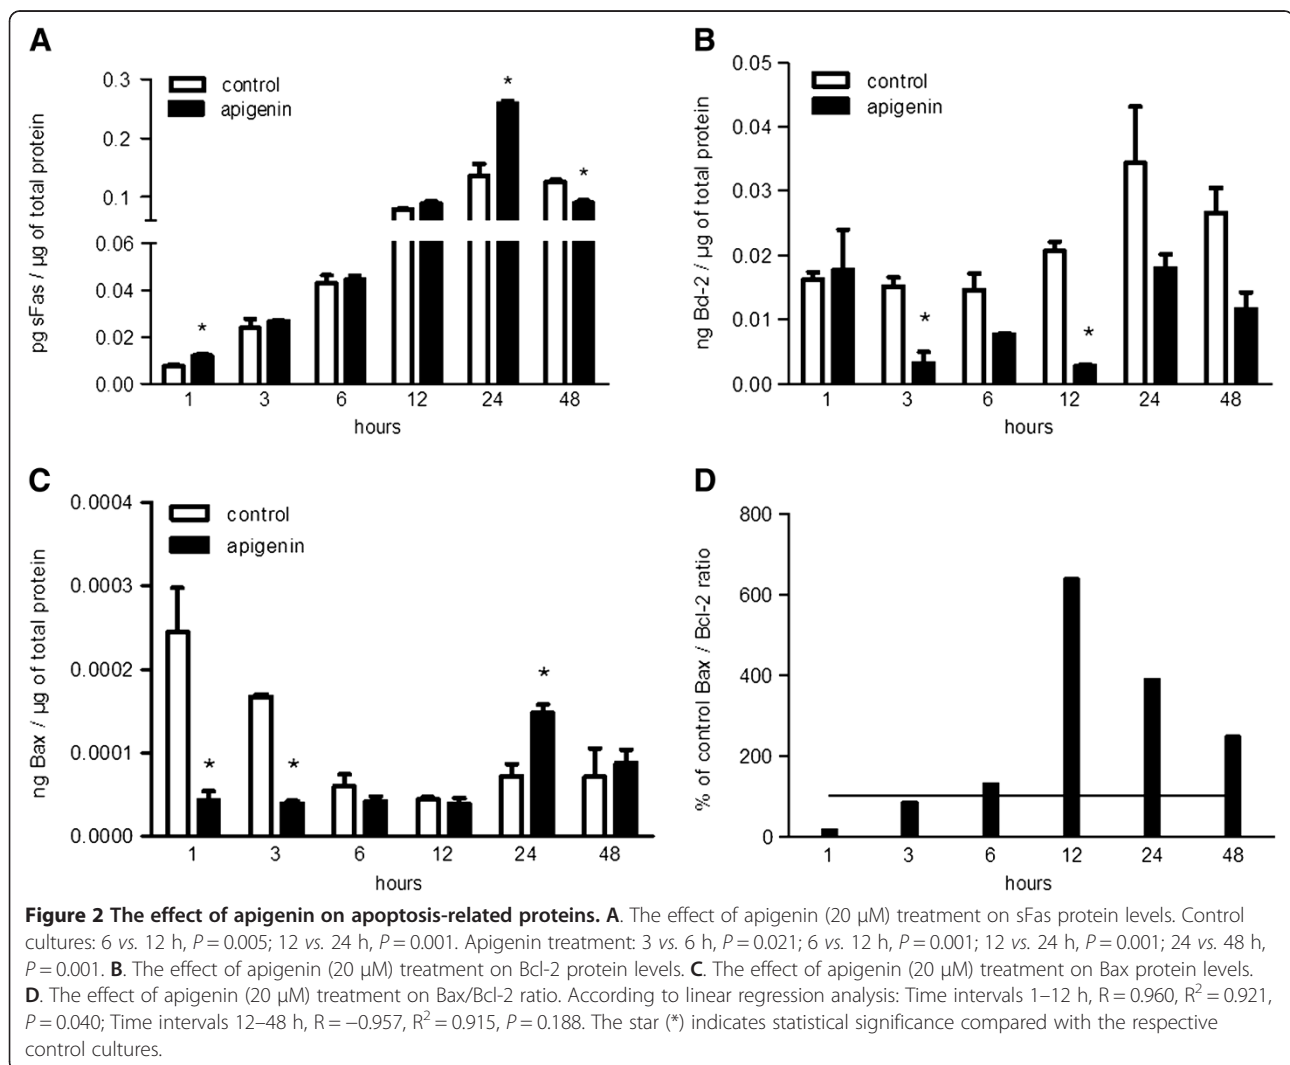 A
0.3
0.2
0.1
0.06
0.04
0.02
0.00
pg sFas / µg of total protein
control
apigenin
*
*
*
1 3 6 12 24 48
hours
B
0.05
0.04
0.03
0.02
0.01
0.00
ng Bd-2 / µg of total protein
control
apigenin
*
*
1 3 6 12 24 48
hours
C
0.0004
0.0003
0.0002
0.0001
0.0000
ng Bax / µg of total protein
control
apigenin
*
*
*
1 3 6 12 24 48
hours
D
800
600
400
200
0
% of control Bax / Bcl-2 ratio
1 3 6 12 24 48
hours
Figure 2 The effect of apigenin on apoptosis-related proteins. A. The effect of apigenin (20 µM) treatment on sFas protein levels. Control
cultures: 6 vs. 12 h, P = 0.005; 12 vs. 24 h, P = 0.001. Apigenin treatment: 3 vs. 6 h, P = 0.021; 6 vs. 12 h, P = 0.001; 12 vs. 24 h, P = 0.001; 24 vs. 48 h,
P = 0.001. B. The effect of apigenin (20 µM) treatment on Bcl-2 protein levels. C. The effect of apigenin (20 µM) treatment on Bax protein levels.
D. The effect of apigenin (20 µM) treatment on Bax/Bcl-2 ratio. According to linear regression analysis: Time intervals 1–12 h, R = 0.960, R² = 0.921,
P = 0.040; Time intervals 12–48 h, R = −0.957, R² = 0.915, P = 0.188. The star (*) indicates statistical significance compared with the respective
control cultures.